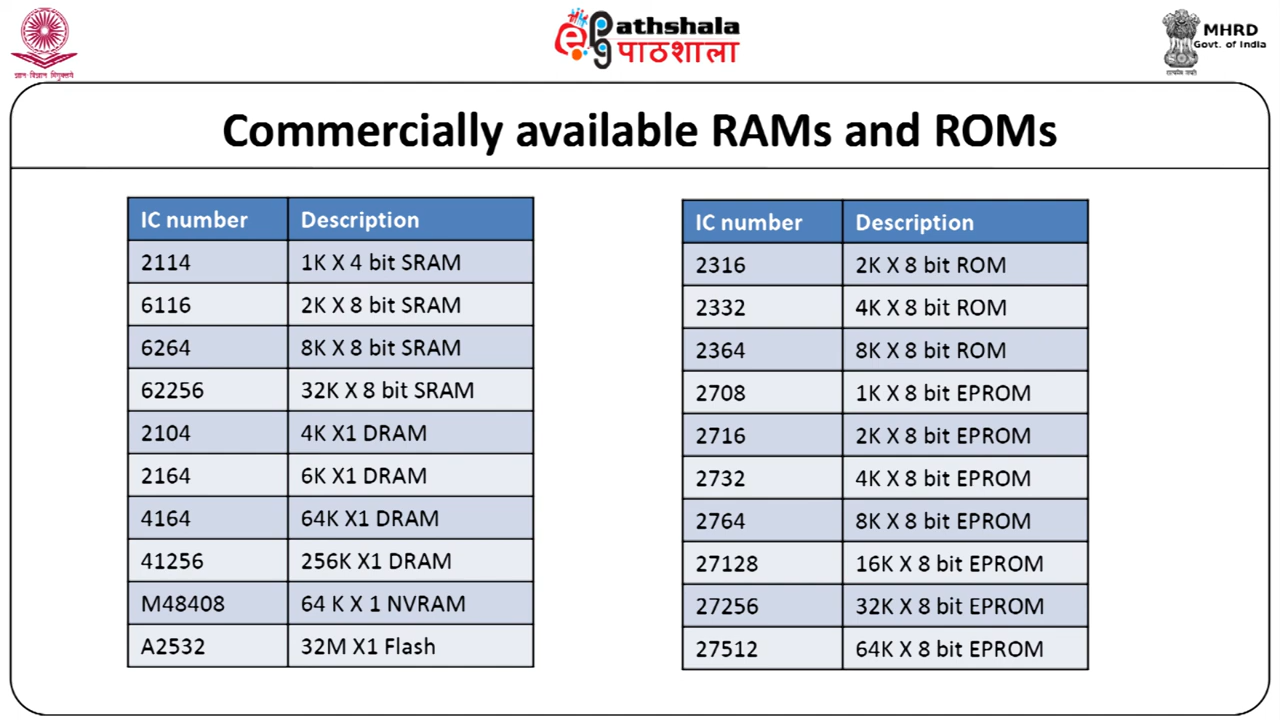 ज्ञान-विज्ञान विमुक्तये
ePathshala
पाठशाला
MHRD
Govt. of India
सत्यमेव जयते
Commercially available RAMs and ROMs
IC number Description
2114 1K X 4 bit SRAM
6116 2K X 8 bit SRAM
6264 8K X 8 bit SRAM
62256 32K X 8 bit SRAM
2104 4K X1 DRAM
2164 6K X1 DRAM
4164 64K X1 DRAM
41256 256K X1 DRAM
M48408 64 K X 1 NVRAM
A2532 32M X1 Flash
IC number Description
2316 2K X 8 bit ROM
2332 4K X 8 bit ROM
2364 8K X 8 bit ROM
2708 1K X 8 bit EPROM
2716 2K X 8 bit EPROM
2732 4K X 8 bit EPROM
2764 8K X 8 bit EPROM
27128 16K X 8 bit EPROM
27256 32K X 8 bit EPROM
27512 64K X 8 bit EPROM